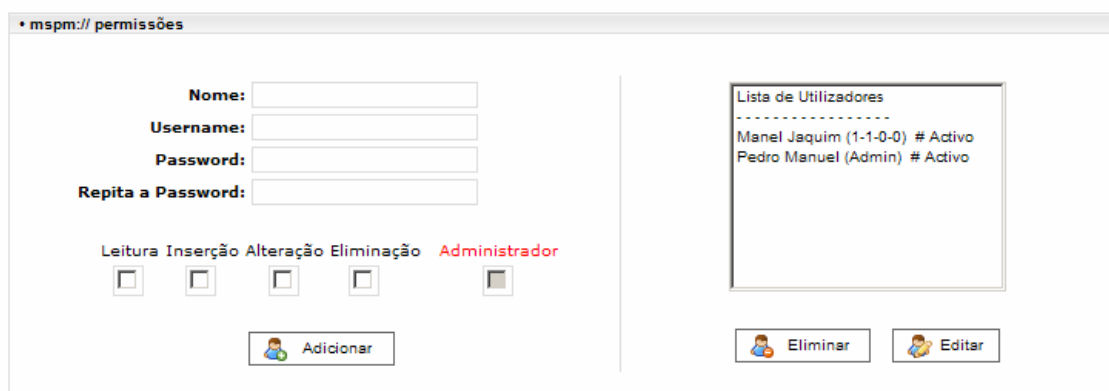 • mspm:// permissões
Nome:
Username:
Password:
Repita a Password:
Leitura Inserção Alteração Eliminação Administrador
Adicionar
Lista de Utilizadores
- - - - - - - - - - - - - - - - -
Manel Jaquim (1-1-0-0) # Activo
Pedro Manuel (Admin) # Activo
Eliminar
Editar